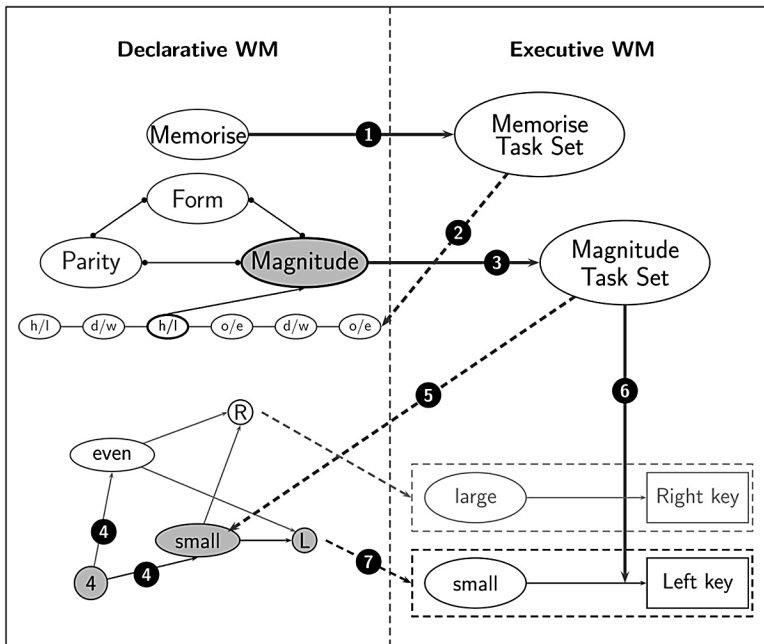 Declarative WM
Executive WM
Memorise
1
Memorise
Task Set
Form
2
Parity
Magnitude
3
Magnitude
Task Set
h/l
d/w
h/l
o/e
d/w
o/e
5
6
R
even
large
Right key
4
small
L
4
4
7
small
Left key